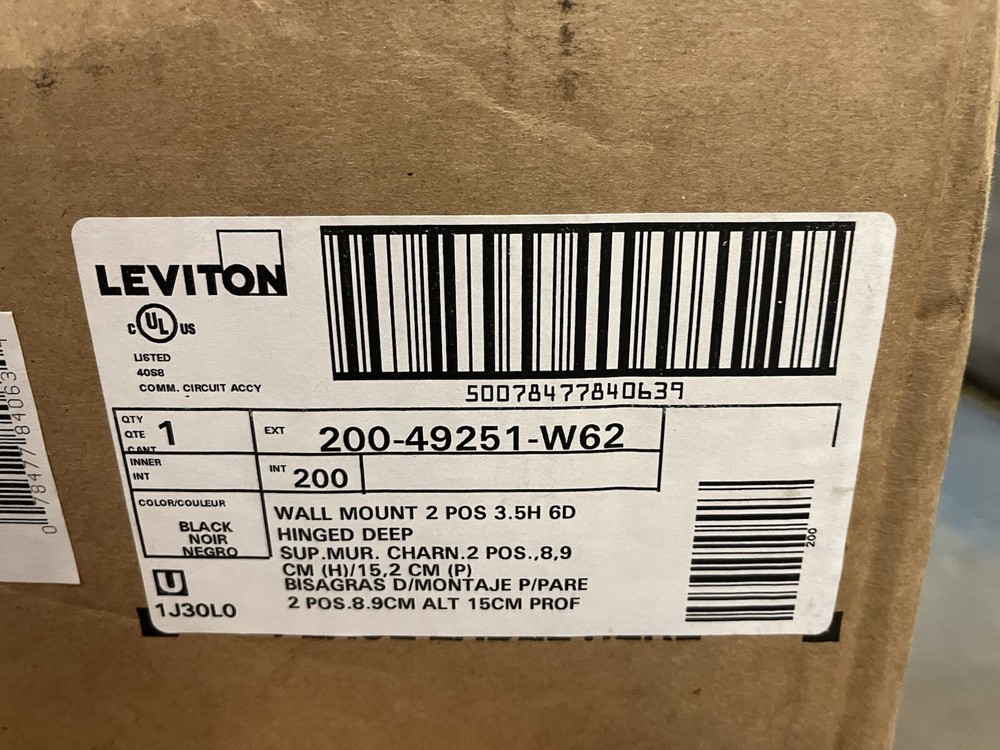 LEVITON
C UL US
LISTED
40S8
COMM. CIRCUIT ACCY
50078477840639
QTY
QTE
CANT
1
EXT
200-49251-W62
INNER
INT
INT
200
COLOR/COULEUR
BLACK
NOIR
NEGRO
WALL MOUNT 2 POS 3.5H 6D
HINGED DEEP
SUP.MUR. CHARN.2 POS.,8,9
CM (H)/15,2 CM (P)
BISAGRAS D/MONTAJE P/PARE
2 POS.8.9CM ALT 15CM PROF
U
1J30L0
200